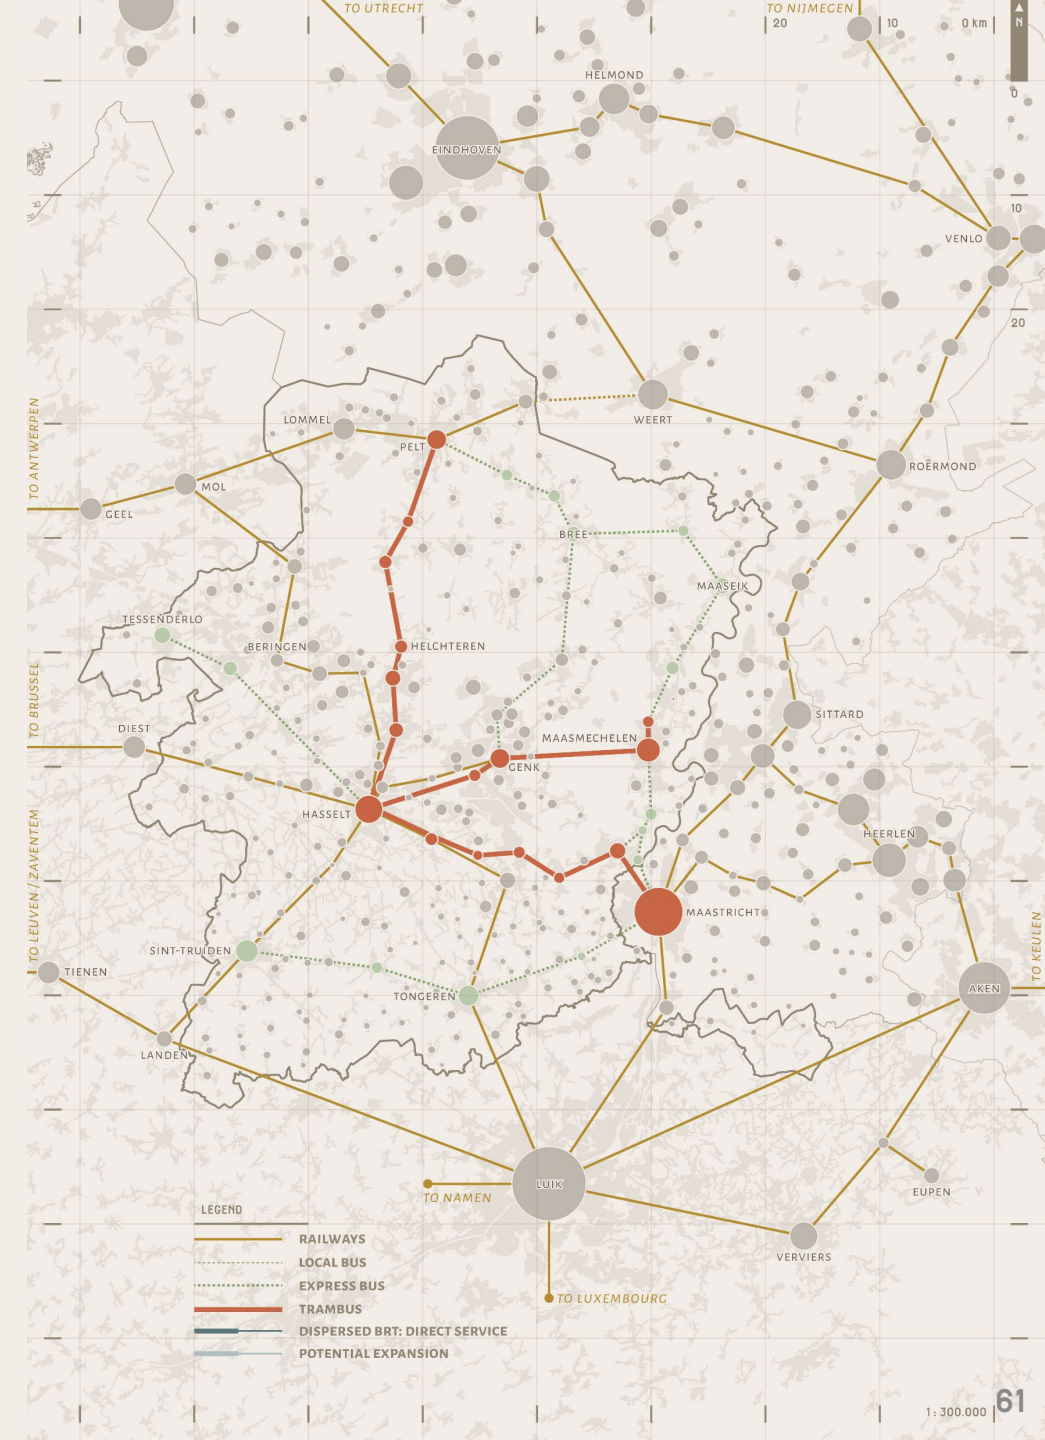 TO UTRECHT
TO NIJMEGEN
20
10
0 km
N
0
HELMOND
EINDHOVEN
10
VENLO
20
TO ANTWERPEN
LOMMEL
WEERT
PELT
ROERMOND
MOL
GEEL
BREE
MAASEIK
TESSENDERLO
BERINGEN
HELCHTEREN
TO BRUSSEL
SITTARD
DIEST
MAASMECHELEN
GENK
HASSELT
HEERLEN
TO LEUVEN / ZAVENTEM
MAASTRICHT
TO KEULEN
SINT-TRUIDEN
TIENEN
AKEN
TONGEREN
LANDEN
LUIK
EUPEN
TO NAMEN
LEGEND
RAILWAYS
VERVIERS
LOCAL BUS
EXPRESS BUS
TO LUXEMBOURG
TRAMBUS
DISPERSED BRT: DIRECT SERVICE
POTENTIAL EXPANSION
1 : 300.000
61